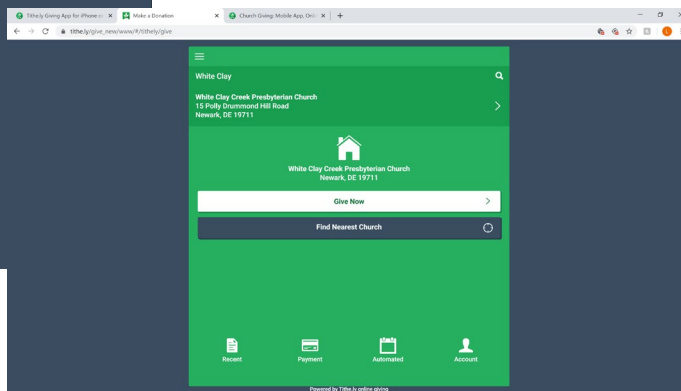 Tithe.ly Giving App for iPhone or
Make a Donation
Church Giving: Mobile App, Onli
tithe.ly/give_new/www/#/tithely/give
White Clay
White Clay Creek Presbyterian Church
15 Polly Drummond Hill Road
Newark, DE 19711
White Clay Creek Presbyterian Church
Newark, DE 19711
Give Now
Find Nearest Church
Recent
Payment
Automated
Account
Powered by Tithe.ly online giving